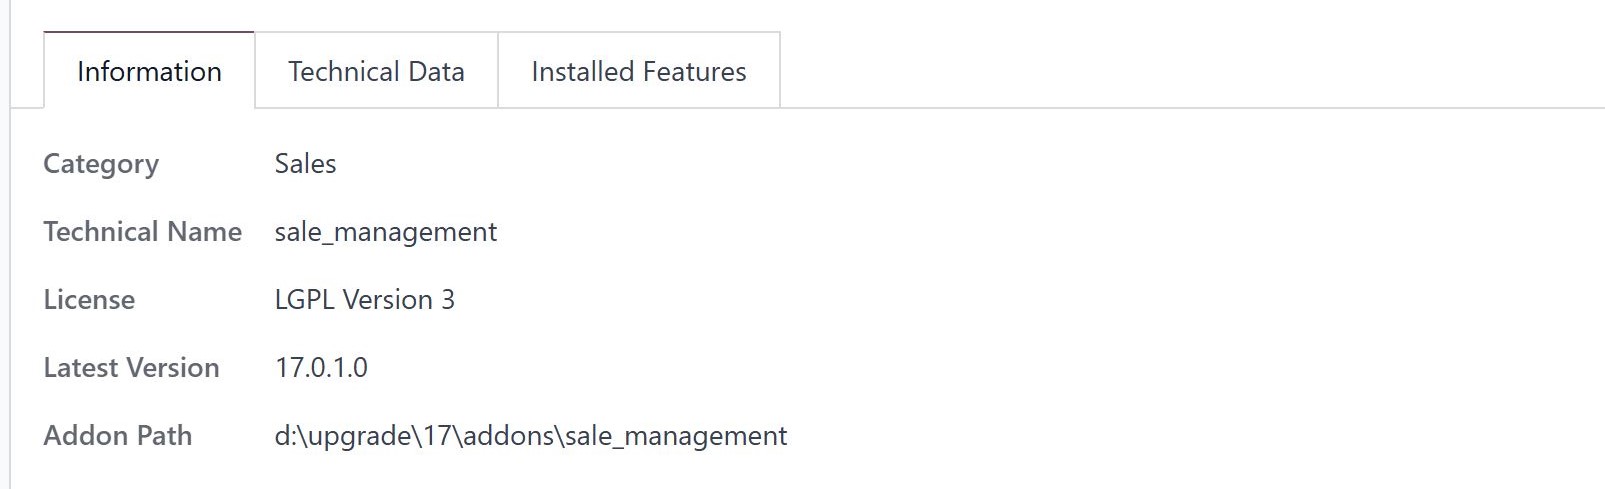 Information Technical Data Installed Features
Category Sales
Technical Name sale_management
License LGPL Version 3
Latest Version 17.0.1.0
Addon Path d:\upgrade\17\addons\sale_management